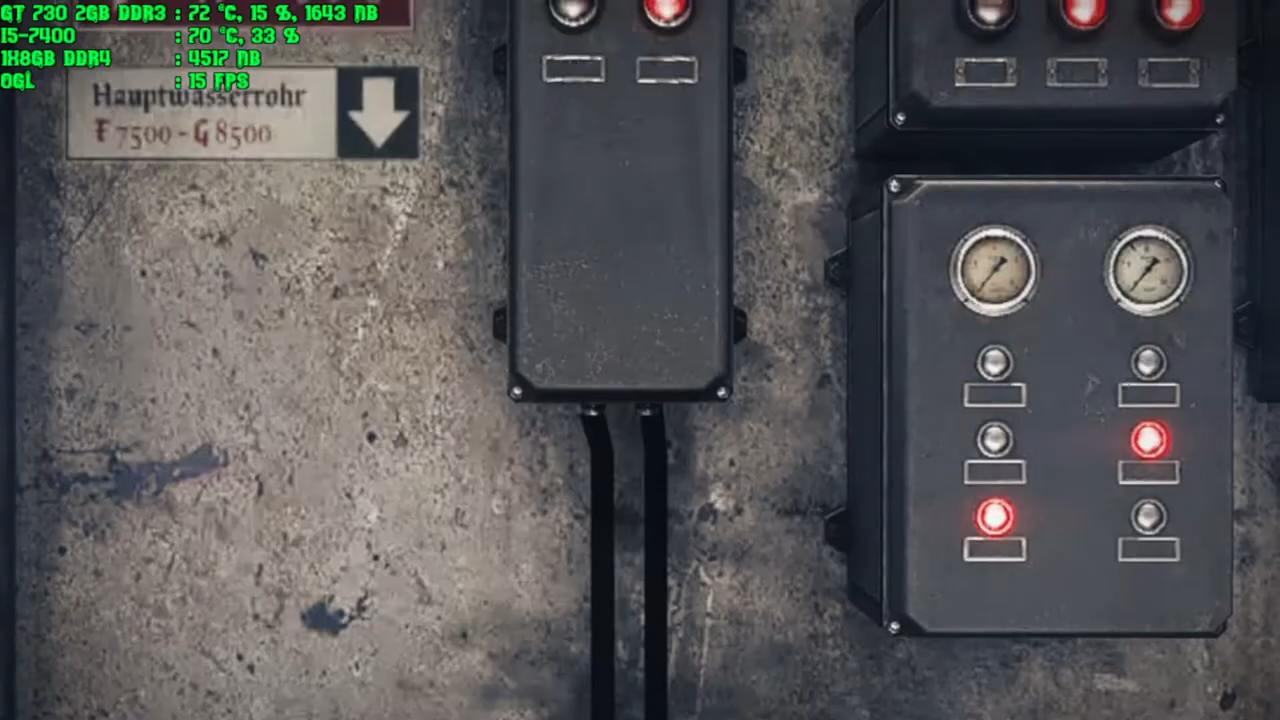 GT 730 2GB DDR3 : 72 °C, 15 %, 1643 MB
I5-7400 : 70 °C, 33 %
1X8GB DDR4 : 4517 MB
OGL : 15 FPS
Hauptwasserrohr
F 7500 - G 8500